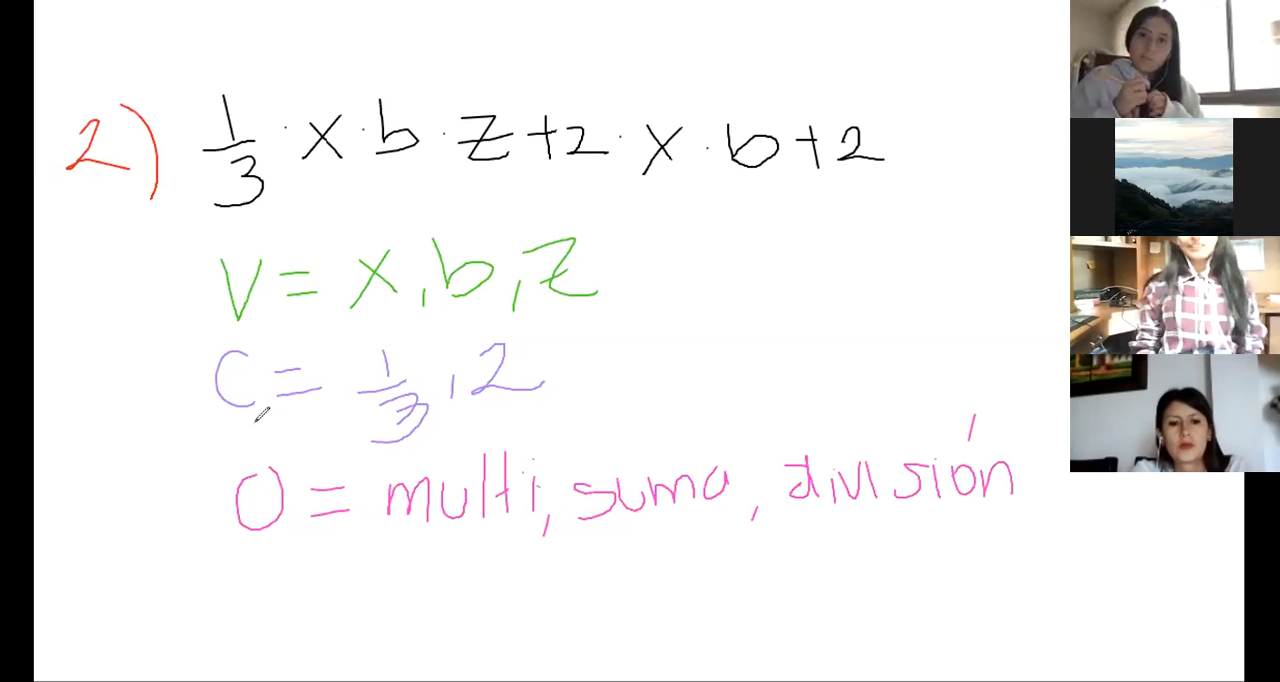 2) 1/3 · x · b · z + 2 · x · b + 2
V = x, b, z
C = 1/3, 2
O = multi, suma, división